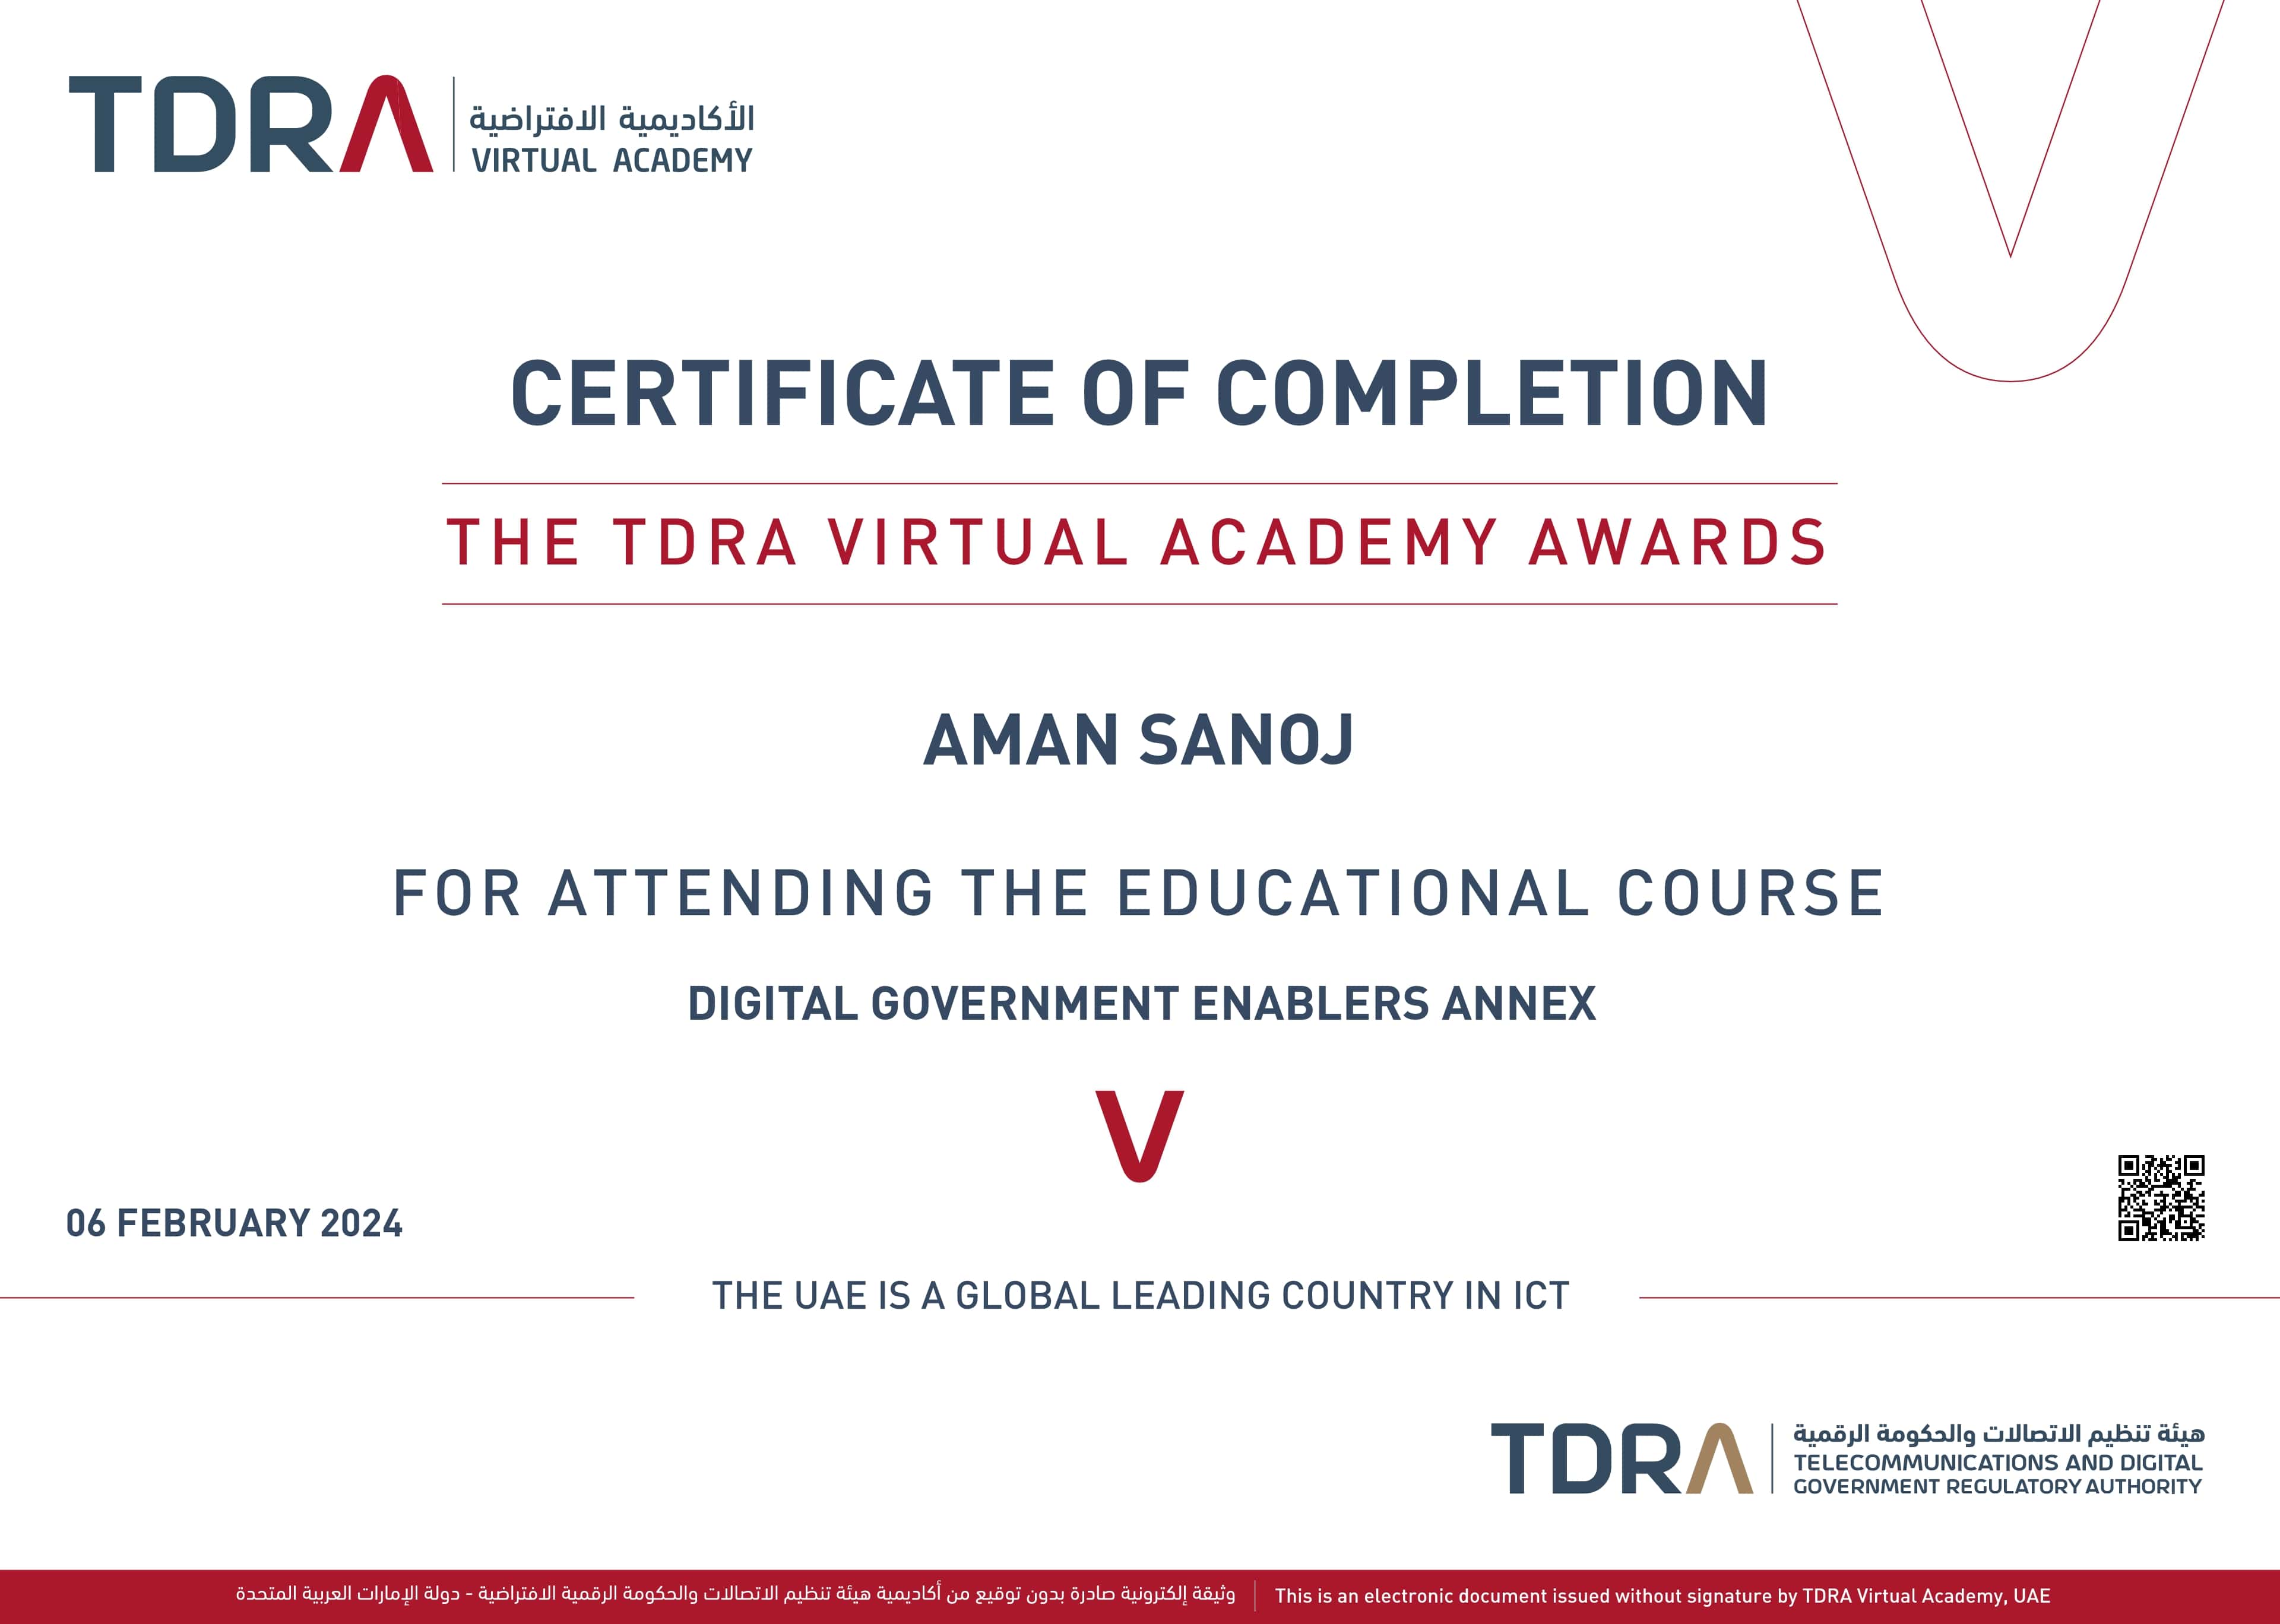 TDRA
الأكاديمية الافتراضية
VIRTUAL ACADEMY
CERTIFICATE OF COMPLETION
THE TDRA VIRTUAL ACADEMY AWARDS
AMAN SANOJ
FOR ATTENDING THE EDUCATIONAL COURSE
DIGITAL GOVERNMENT ENABLERS ANNEX
06 FEBRUARY 2024
THE UAE IS A GLOBAL LEADING COUNTRY IN ICT
TDRA
هيئة تنظيم الاتصالات والحكومة الرقمية
TELECOMMUNICATIONS AND DIGITAL
GOVERNMENT REGULATORY AUTHORITY
وثيقة إلكترونية صادرة بدون توقيع من أكاديمية هيئة تنظيم الاتصالات والحكومة الرقمية الافتراضية - دولة الإمارات العربية المتحدة
This is an electronic document issued without signature by TDRA Virtual Academy, UAE